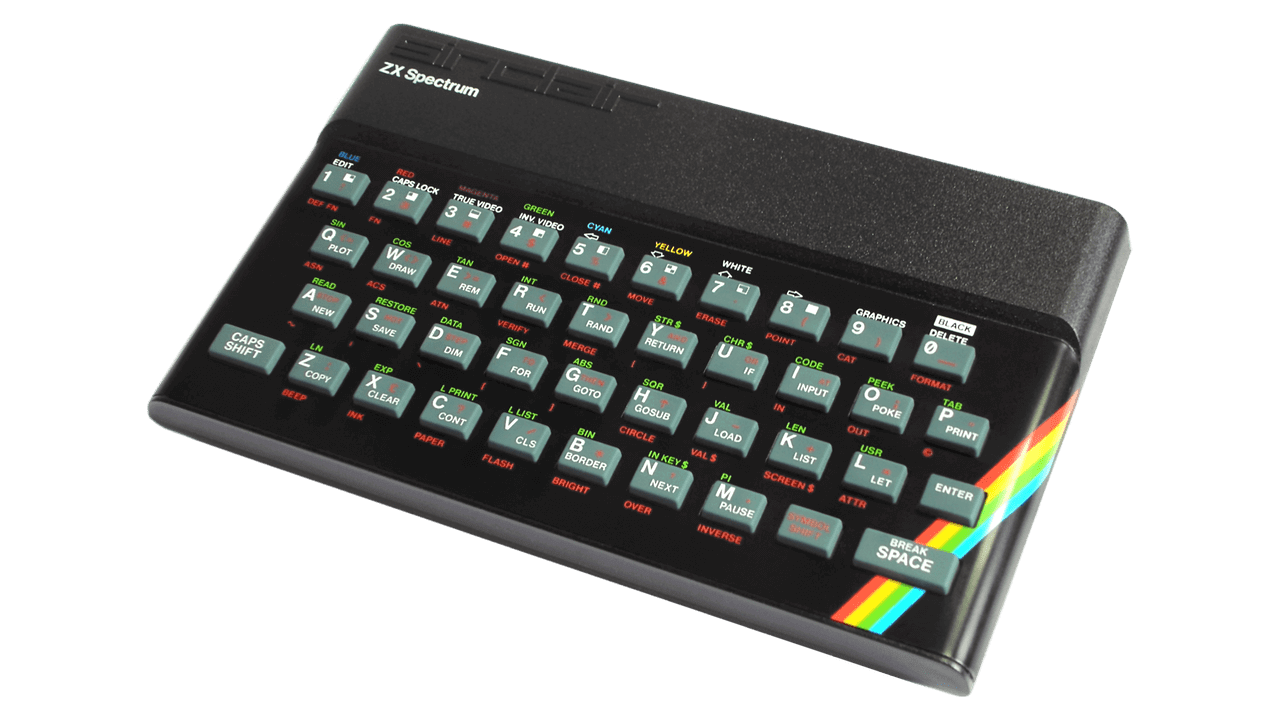 sinclair
ZX Spectrum
BLUE RED MAGENTA GREEN CYAN YELLOW WHITE BLACK
EDIT CAPS LOCK TRUE VIDEO INV. VIDEO GRAPHICS DELETE
1 2 3 4 5 6 7 8 9 0
DEF FN FN LINE OPEN # CLOSE # MOVE ERASE POINT CAT FORMAT
SIN COS TAN INT RND STR $ CHR $ CODE PEEK TAB
Q W E R T Y U I O P
PLOT DRAW REM RUN RAND RETURN IF INPUT POKE PRINT
ASN ACS ATN VERIFY MERGE [ ] IN OUT ©
READ RESTORE DATA SGN ABS SQR VAL LEN USR
A S D F G H J K L
NEW SAVE DIM FOR GOTO GOSUB LOAD LIST LET ENTER
~ | \ { } CIRCLE VAL $ SCREEN $ ATTR
LN EXP L PRINT L LIST BIN IN KEY $ PI
CAPS SHIFT Z X C V B N M SYMBOL SHIFT BREAK SPACE
COPY CLEAR CONT CLS BORDER NEXT PAUSE
BEEP INK PAPER FLASH BRIGHT OVER INVERSE